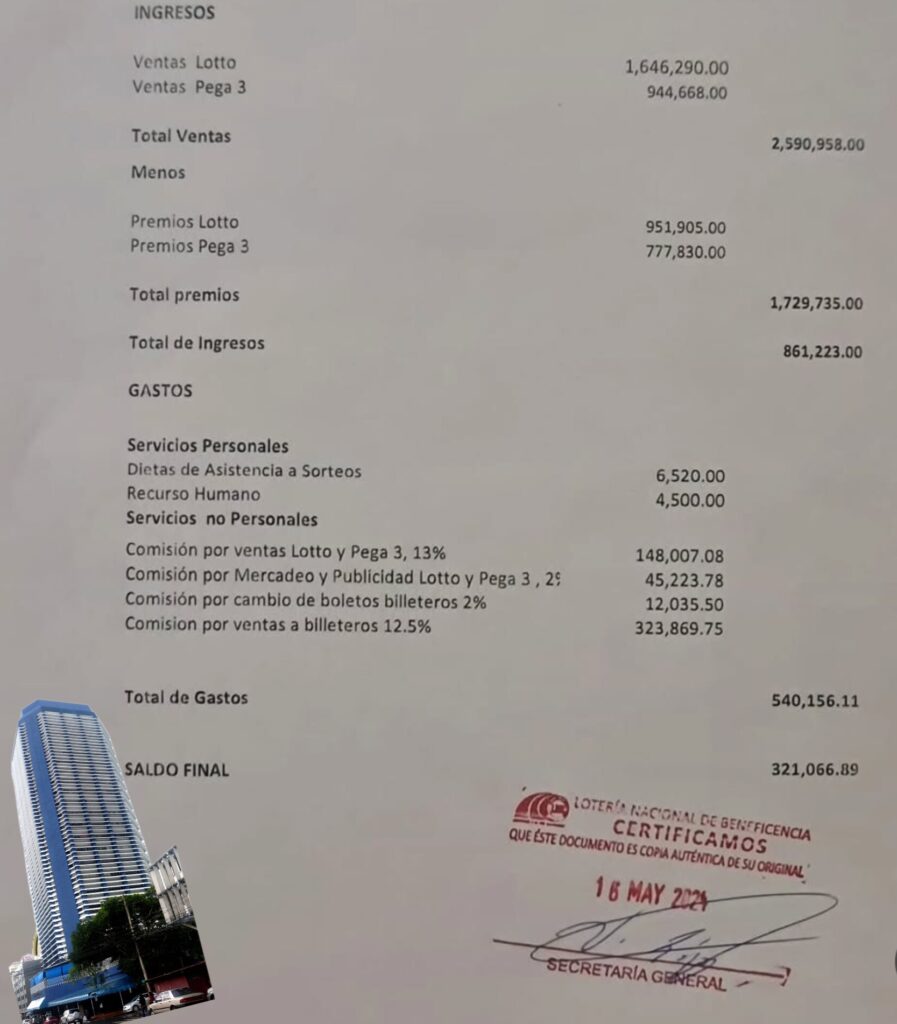 INGRESOS
Ventas Lotto 1,646,290.00
Ventas Pega 3 944,668.00
Total Ventas 2,590,958.00
Menos
Premios Lotto 951,905.00
Premios Pega 3 777,830.00
Total premios 1,729,735.00
Total de Ingresos 861,223.00
GASTOS
Servicios Personales
Dietas de Asistencia a Sorteos 6,520.00
Recurso Humano 4,500.00
Servicios no Personales
Comisión por ventas Lotto y Pega 3, 13% 148,007.08
Comisión por Mercadeo y Publicidad Lotto y Pega 3 , 2% 45,223.78
Comisión por cambio de boletos billeteros 2% 12,035.50
Comision por ventas a billeteros 12.5% 323,869.75
Total de Gastos 540,156.11
SALDO FINAL 321,066.89
LOTERÍA NACIONAL DE BENEFICENCIA
CERTIFICAMOS
QUE ÉSTE DOCUMENTO ES COPIA AUTÉNTICA DE SU ORIGINAL
MAY
SECRETARÍA GENERAL